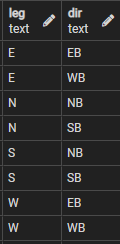 leg dir
text text
E EB
E WB
N NB
N SB
S NB
S SB
W EB
W WB